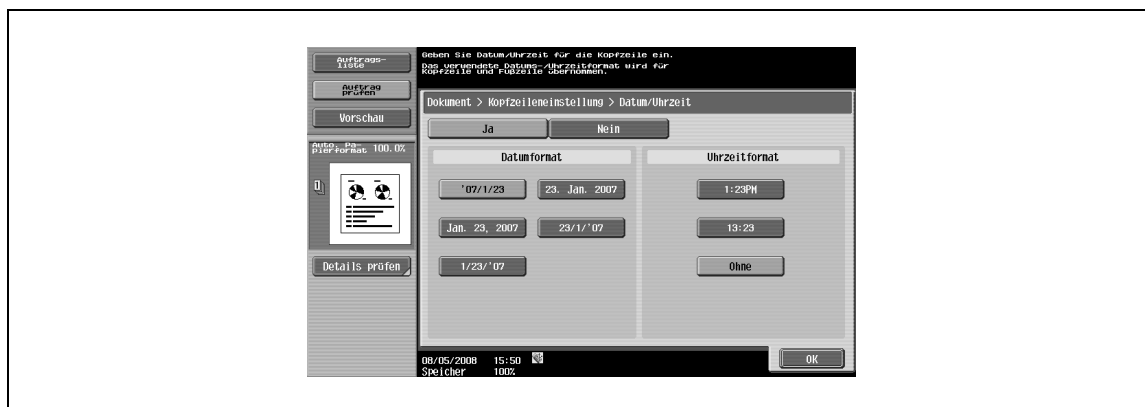 Auftrags-
liste
Auftrag
prüfen
Vorschau
Auto. Pa-
pierformat 100.0%
1
Details prüfen
Geben Sie Datum/Uhrzeit für die Kopfzeile ein.
Das verwendete Datums-/Uhrzeitformat wird für
Kopfzeile und Fußzeile übernommen.
Dokument > Kopfzeileneinstellung > Datum/Uhrzeit
Ja Nein
Datumformat
'07/1/23 23. Jan. 2007
Jan. 23, 2007 23/1/'07
1/23/'07
Uhrzeitformat
1:23PM
13:23
Ohne
08/05/2008 15:50
Speicher 100%
OK